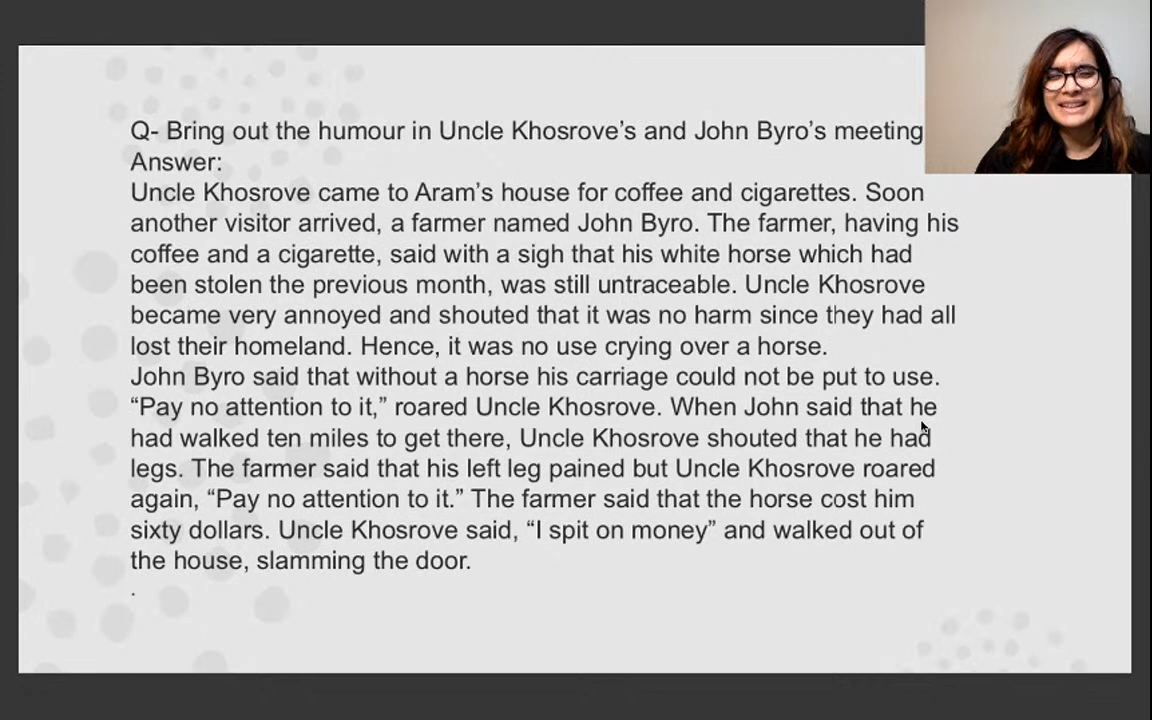 Q- Bring out the humour in Uncle Khosrove’s and John Byro’s meeting
Answer:
Uncle Khosrove came to Aram’s house for coffee and cigarettes. Soon
another visitor arrived, a farmer named John Byro. The farmer, having his
coffee and a cigarette, said with a sigh that his white horse which had
been stolen the previous month, was still untraceable. Uncle Khosrove
became very annoyed and shouted that it was no harm since they had all
lost their homeland. Hence, it was no use crying over a horse.
John Byro said that without a horse his carriage could not be put to use.
“Pay no attention to it,” roared Uncle Khosrove. When John said that he
had walked ten miles to get there, Uncle Khosrove shouted that he had
legs. The farmer said that his left leg pained but Uncle Khosrove roared
again, “Pay no attention to it.” The farmer said that the horse cost him
sixty dollars. Uncle Khosrove said, “I spit on money” and walked out of
the house, slamming the door.
.